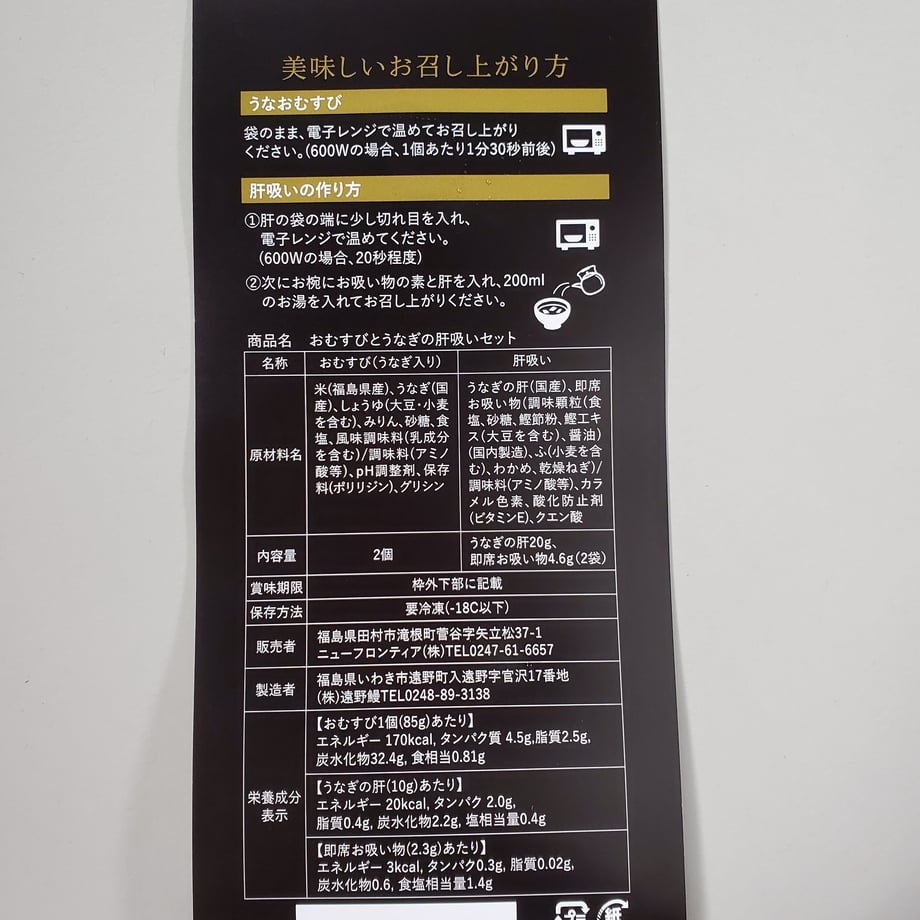 美味しいお召し上がり方
うなおむすび
袋のまま、電子レンジで温めてお召し上がり
ください。(600Wの場合、1個あたり1分30秒前後)
肝吸いの作り方
①肝の袋の端に少し切れ目を入れ、
電子レンジで温めてください。
(600Wの場合、20秒程度)
②次にお椀にお吸い物の素と肝を入れ、200ml
のお湯を入れてお召し上がりください。
商品名 おむすびとうなぎの肝吸いセット
名称 おむすび(うなぎ入り) 肝吸い
原材料名
米(福島県産)、うなぎ(国
産)、しょうゆ(大豆・小麦
を含む)、みりん、砂糖、食
塩、風味調味料(乳成分
を含む)/調味料(アミノ
酸等)、pH調整剤、保存
料(ポリリジン)、グリシン
うなぎの肝(国産)、即席
お吸い物(調味顆粒(食
塩、砂糖、鰹節粉、鰹エキ
ス(大豆を含む)、醤油)
(国内製造)、ふ(小麦を含
む)、わかめ、乾燥ねぎ)/
調味料(アミノ酸等)、カラ
メル色素、酸化防止剤
(ビタミンE)、クエン酸
内容量 2個
うなぎの肝20g、
即席お吸い物4.6g(2袋)
賞味期限 枠外下部に記載
保存方法 要冷凍(-18C以下)
販売者
福島県田村市滝根町菅谷字矢立松37-1
ニューフロンティア(株)TEL0247-61-6657
製造者
福島県いわき市遠野町入遠野字官沢17番地
(株)遠野鰻TEL0248-89-3138
栄養成分
表示
【おむすび1個(85g)あたり】
エネルギー 170kcal, タンパク質 4.5g,脂質2.5g,
炭水化物32.4g, 食相当0.81g
【うなぎの肝(10g)あたり】
エネルギー 20kcal, タンパク 2.0g,
脂質0.4g, 炭水化物2.2g, 塩相当量0.4g
【即席お吸い物(2.3g)あたり】
エネルギー 3kcal, タンパク0.3g, 脂質0.02g,
炭水化物0.6, 食塩相当量1.4g
紙